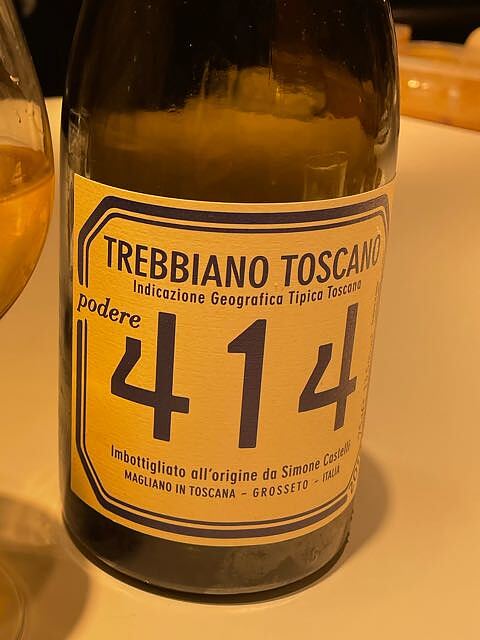 TREBBIANO TOSCANO
Indicazione Geografica Tipica Toscana
podere
414
Imbottigliato all'origine da Simone Castelli
MAGLIANO IN TOSCANA – GROSSETO – ITALIA